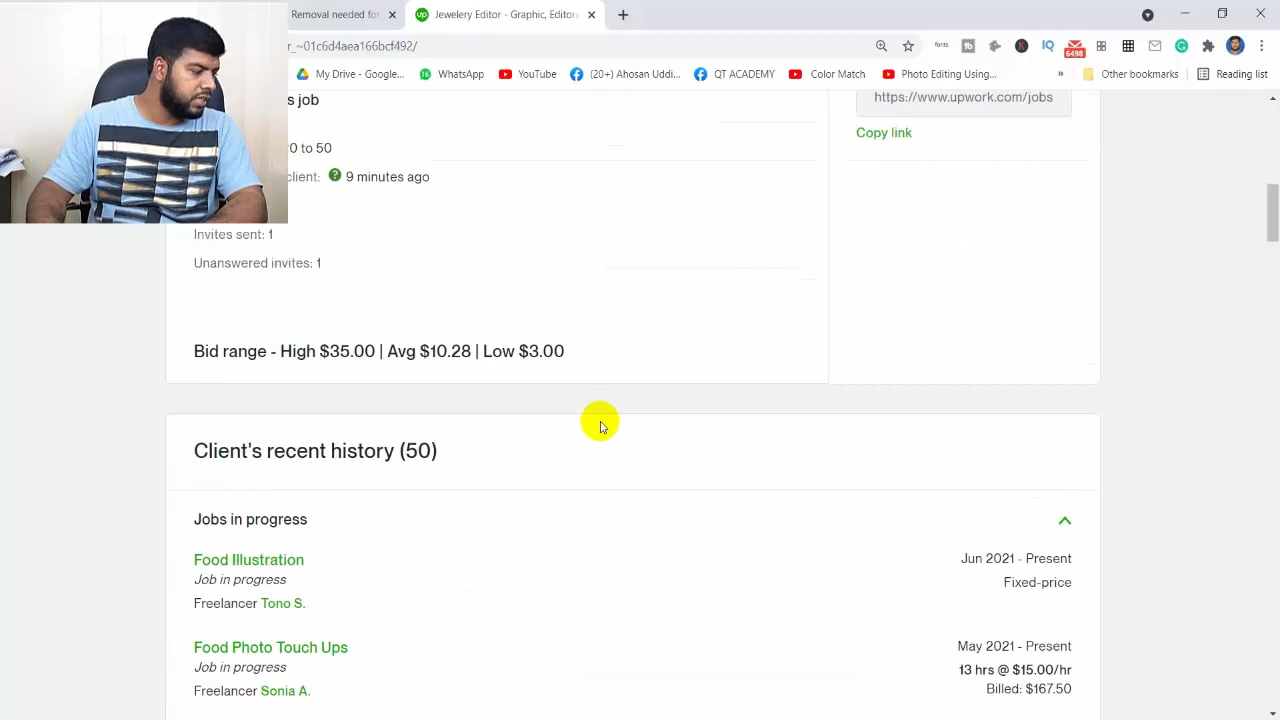 Removal needed for
Jewelery Editor - Graphic, Editori
r_~01c6d4aea166bcf492/
fonts
6498
My Drive - Google...
WhatsApp
YouTube
(20+) Ahosan Uddi...
QT ACADEMY
Color Match
Photo Editing Using...
»
Other bookmarks
Reading list
s job
https://www.upwork.com/jobs
Copy link
0 to 50
client: 9 minutes ago
Invites sent: 1
Unanswered invites: 1
Bid range - High $35.00 | Avg $10.28 | Low $3.00
Client's recent history (50)
Jobs in progress
Food Illustration
Jun 2021 - Present
Job in progress
Fixed-price
Freelancer Tono S.
Food Photo Touch Ups
May 2021 - Present
Job in progress
13 hrs @ $15.00/hr
Freelancer Sonia A.
Billed: $167.50